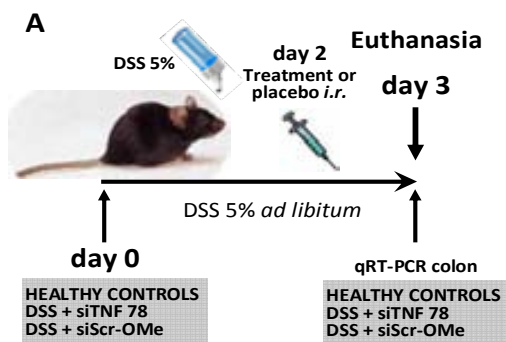 A
DSS 5%
day 2
Treatment or
placebo i.r.
Euthanasia
day 3
DSS 5% ad libitum
day 0
HEALTHY CONTROLS
DSS + siTNF 78
DSS + siScr-OMe
qRT-PCR colon
HEALTHY CONTROLS
DSS + siTNF 78
DSS + siScr-OMe